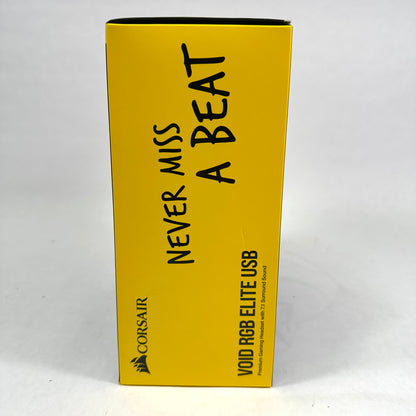 NEVER MISS
A BEAT
CORSAIR
VOID RGB ELITE USB
Premium Gaming Headset with 7.1 Surround Sound